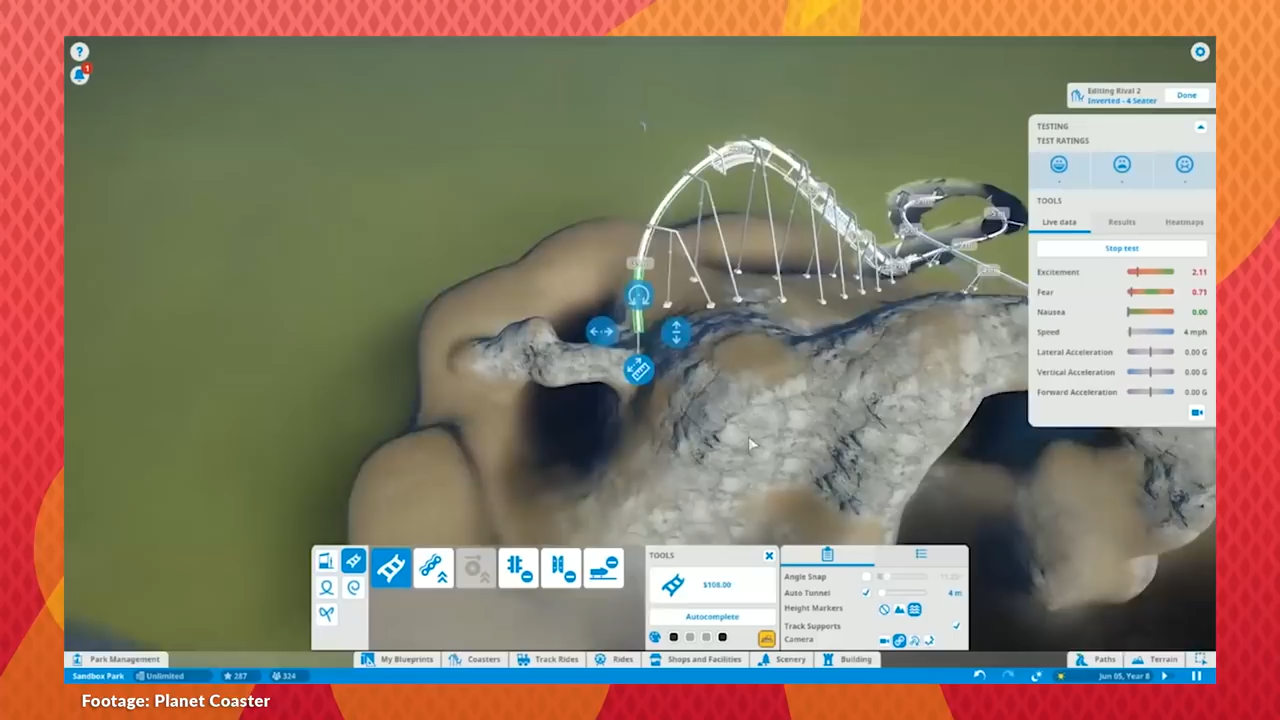 ?
1
Editing Rival 2
Inverted - 4 Seater
Done
TESTING
TEST RATINGS
-
-
-
TOOLS
Live data
Results
Heatmaps
Stop test
Excitement 2.11
Fear 0.71
Nausea 0.00
Speed 4 mph
Lateral Acceleration 0.00 G
Vertical Acceleration 0.00 G
Forward Acceleration 0.00 G
TOOLS
$108.00
Autocomplete
Angle Snap
Auto Tunnel 4 m
Height Markers
Track Supports
Camera
Park Management
My Blueprints
Coasters
Track Rides
Rides
Shops and Facilities
Scenery
Building
Paths
Terrain
Sandbox Park
Unlimited
287
324
Jun 05, Year 8
Footage: Planet Coaster